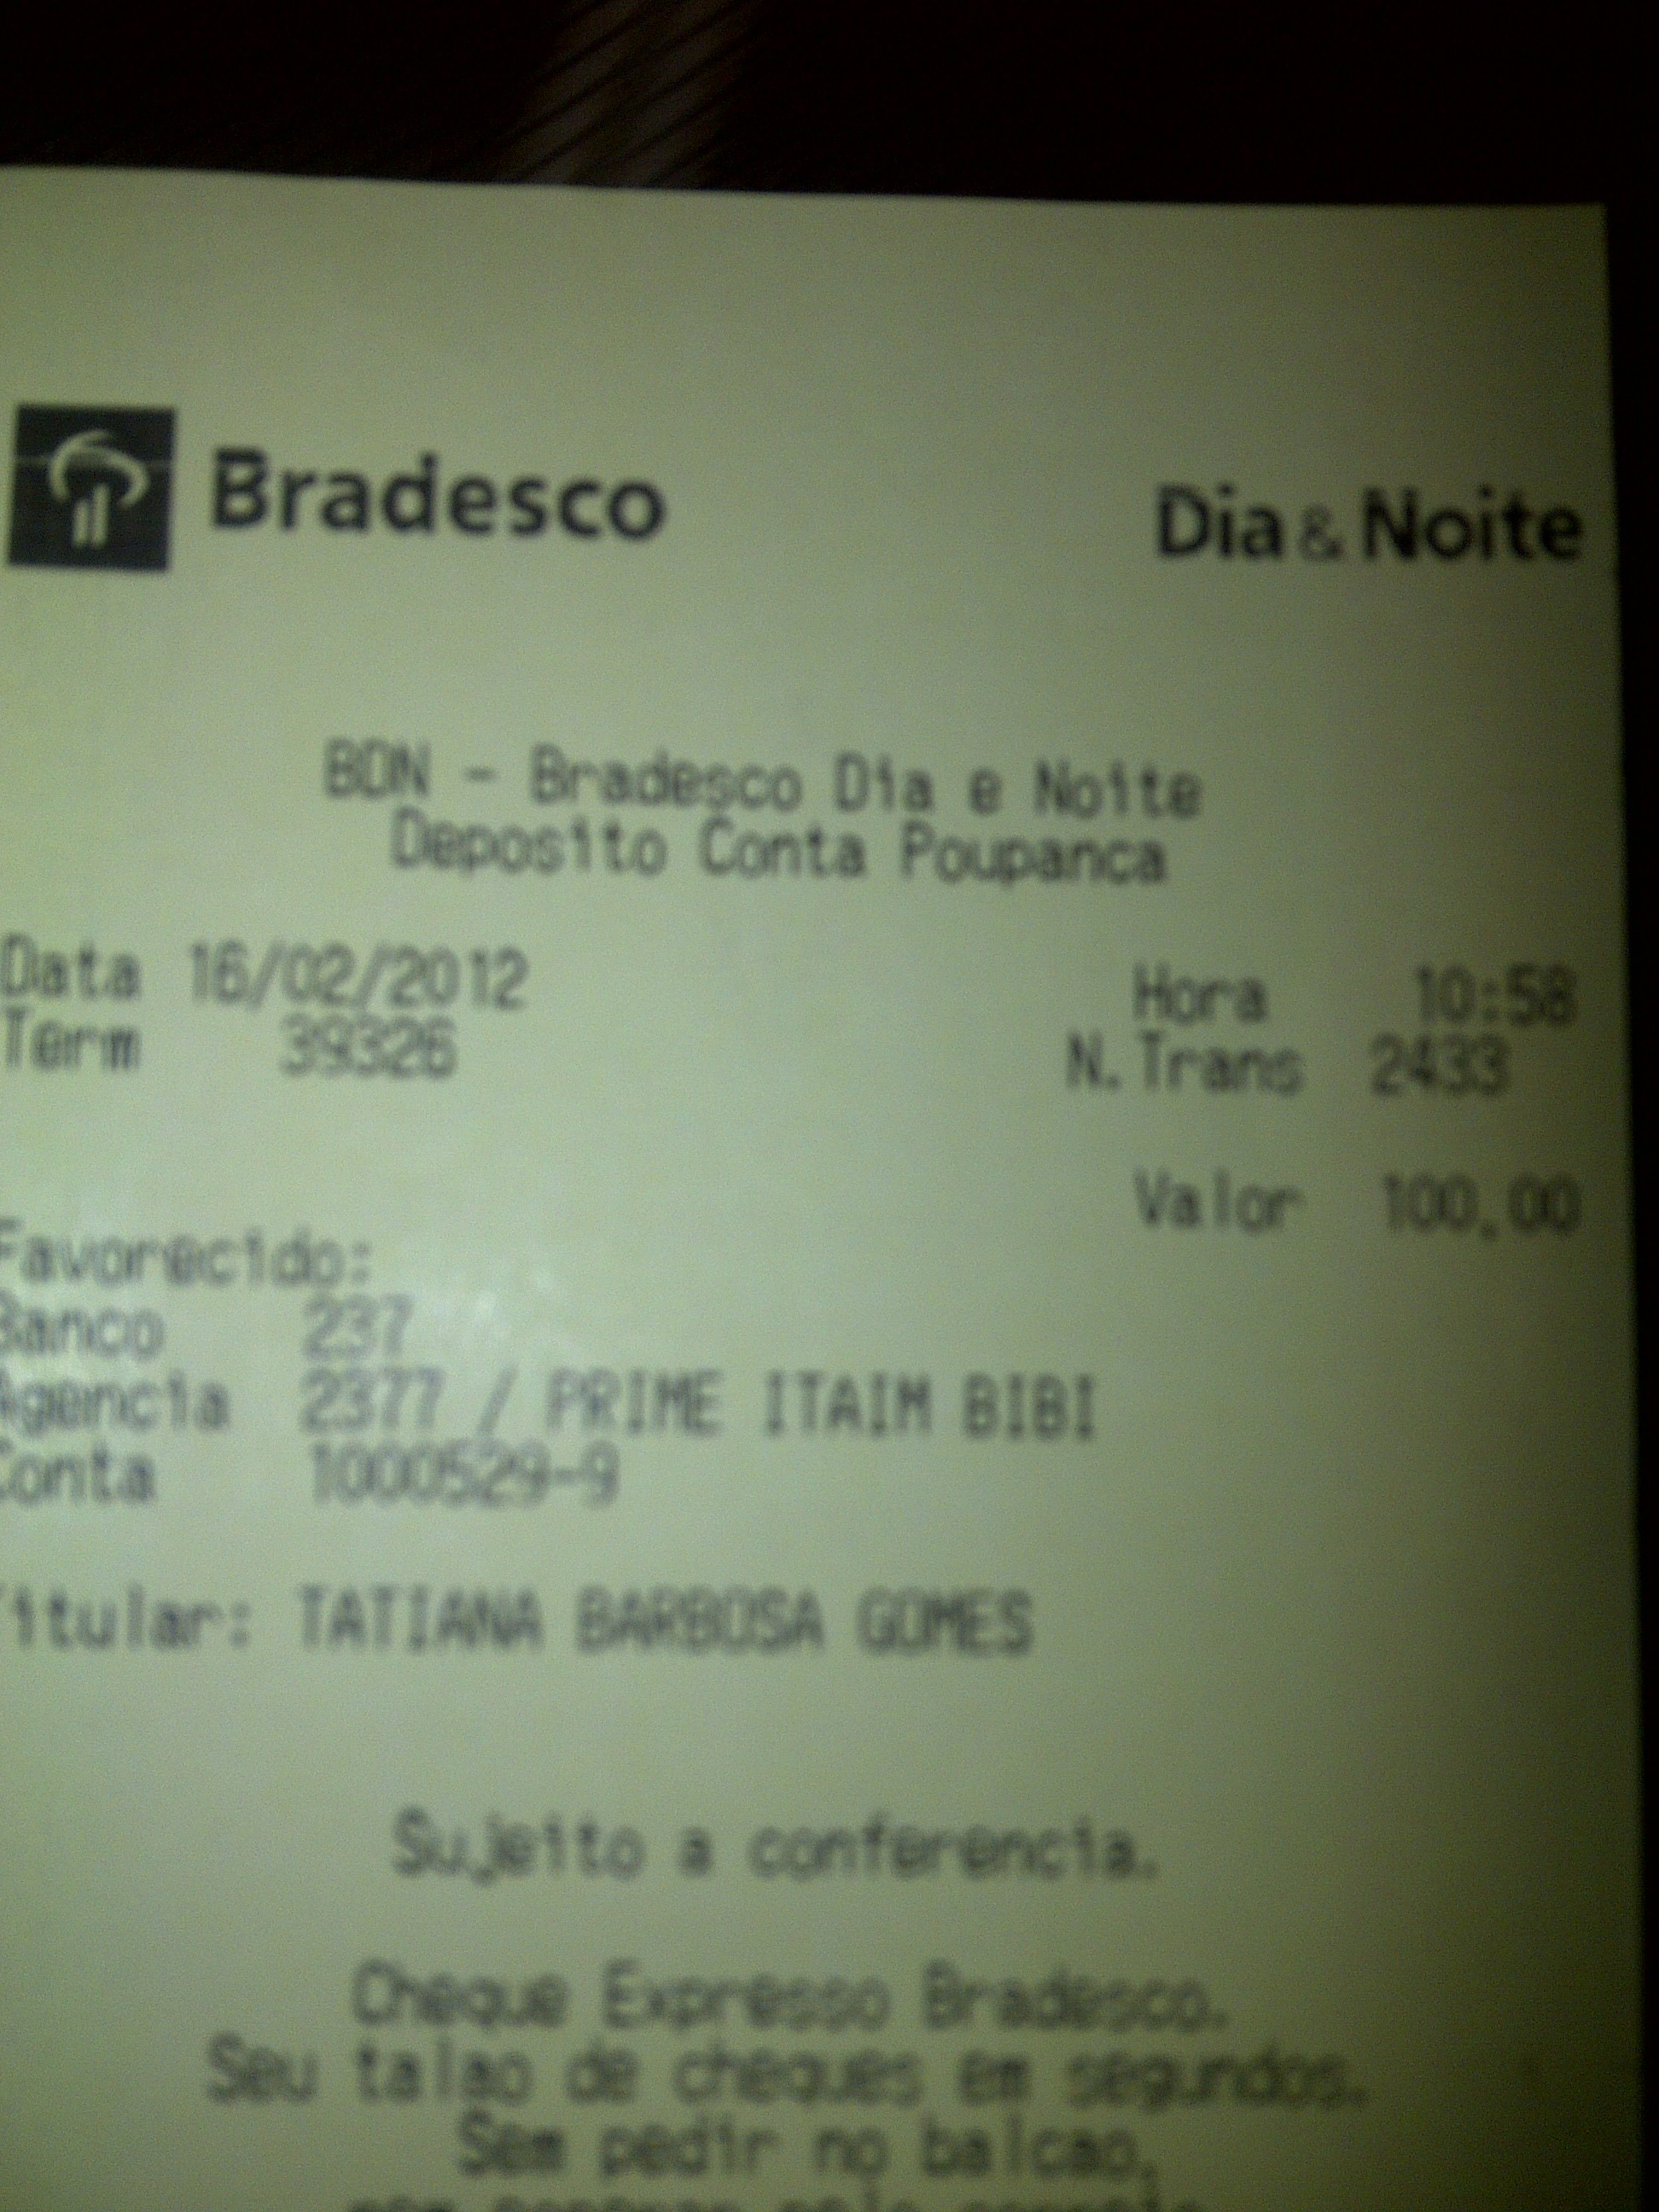 Bradesco Dia & Noite
BDN - Bradesco Dia e Noite
Deposito Conta Poupanca
Data 16/02/2012 Hora 10:58
Term 39326 N.Trans 2433
Valor 100,00
Favorecido:
Banco 237
Agencia 2377 / PRIME ITAIM BIBI
Conta 1000529-9
Titular: TATIANA BARBOSA GOMES
Sujeito a conferencia.
Cheque Expresso Bradesco.
Seu talao de cheques em segundos.
Sem pedir no balcao,